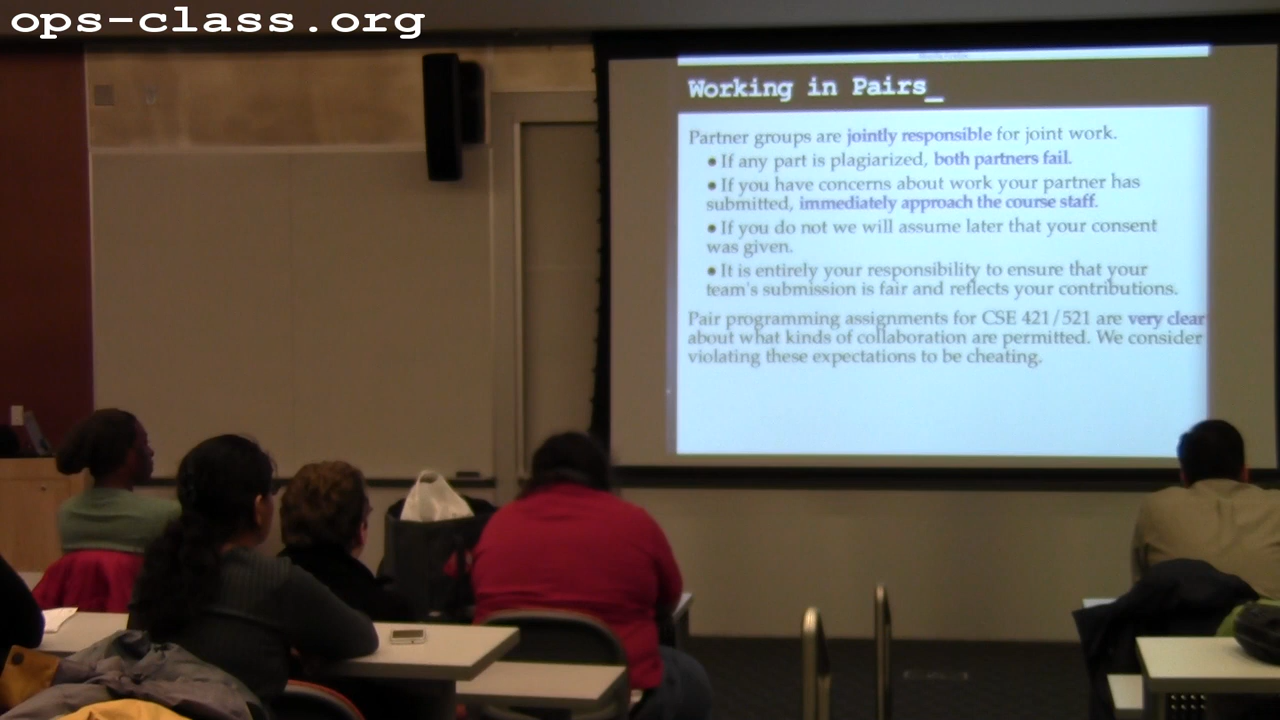 ops-class.org
Working in Pairs_
Partner groups are jointly responsible for joint work.
• If any part is plagiarized, both partners fail.
• If you have concerns about work your partner has
submitted, immediately approach the course staff.
• If you do not we will assume later that your consent
was given.
• It is entirely your responsibility to ensure that your
team's submission is fair and reflects your contributions.
Pair programming assignments for CSE 421/521 are very clear
about what kinds of collaboration are permitted. We consider
violating these expectations to be cheating.